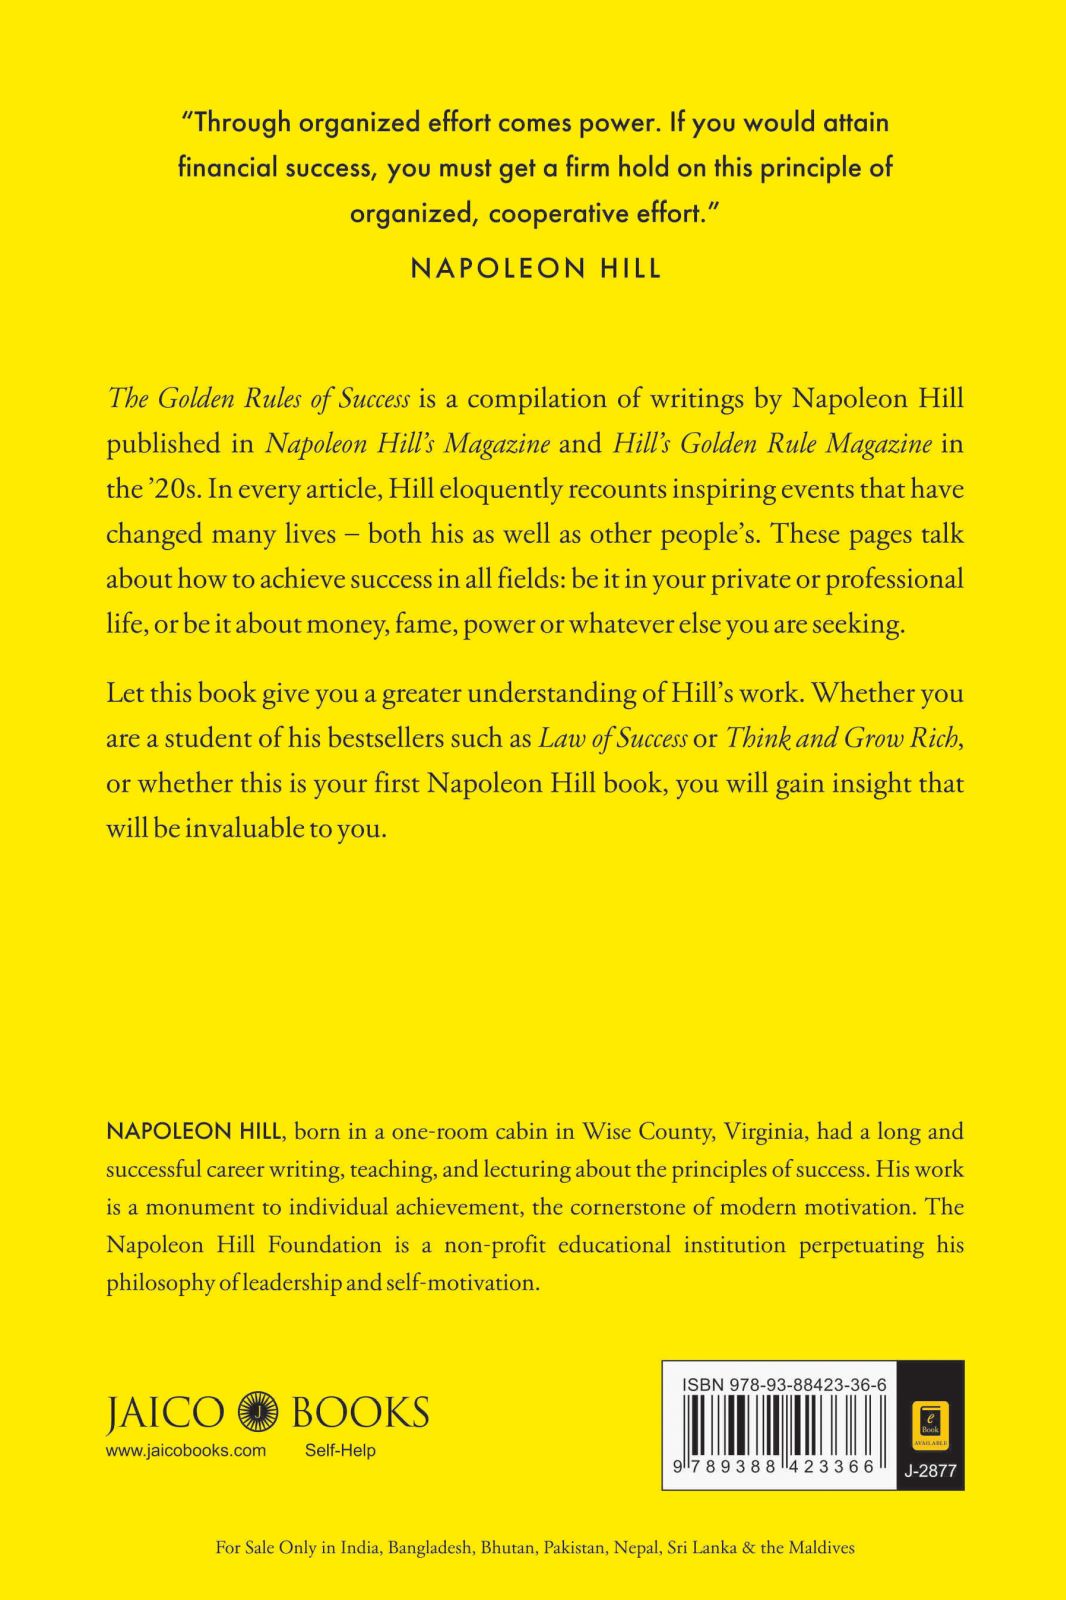 “Through organized effort comes power. If you would attain
financial success, you must get a firm hold on this principle of
organized, cooperative effort.”
NAPOLEON HILL
The Golden Rules of Success is a compilation of writings by Napoleon Hill
published in Napoleon Hill’s Magazine and Hill’s Golden Rule Magazine in
the ’20s. In every article, Hill eloquently recounts inspiring events that have
changed many lives – both his as well as other people’s. These pages talk
about how to achieve success in all fields: be it in your private or professional
life, or be it about money, fame, power or whatever else you are seeking.
Let this book give you a greater understanding of Hill’s work. Whether you
are a student of his bestsellers such as Law of Success or Think and Grow Rich,
or whether this is your first Napoleon Hill book, you will gain insight that
will be invaluable to you.
NAPOLEON HILL, born in a one-room cabin in Wise County, Virginia, had a long and
successful career writing, teaching, and lecturing about the principles of success. His work
is a monument to individual achievement, the cornerstone of modern motivation. The
Napoleon Hill Foundation is a non-profit educational institution perpetuating his
philosophy of leadership and self-motivation.
JAICO J BOOKS
www.jaicobooks.com Self-Help
ISBN 978-93-88423-36-6
9 789388 423366
e
Book
AVAILABLE
J-2877
For Sale Only in India, Bangladesh, Bhutan, Pakistan, Nepal, Sri Lanka & the Maldives